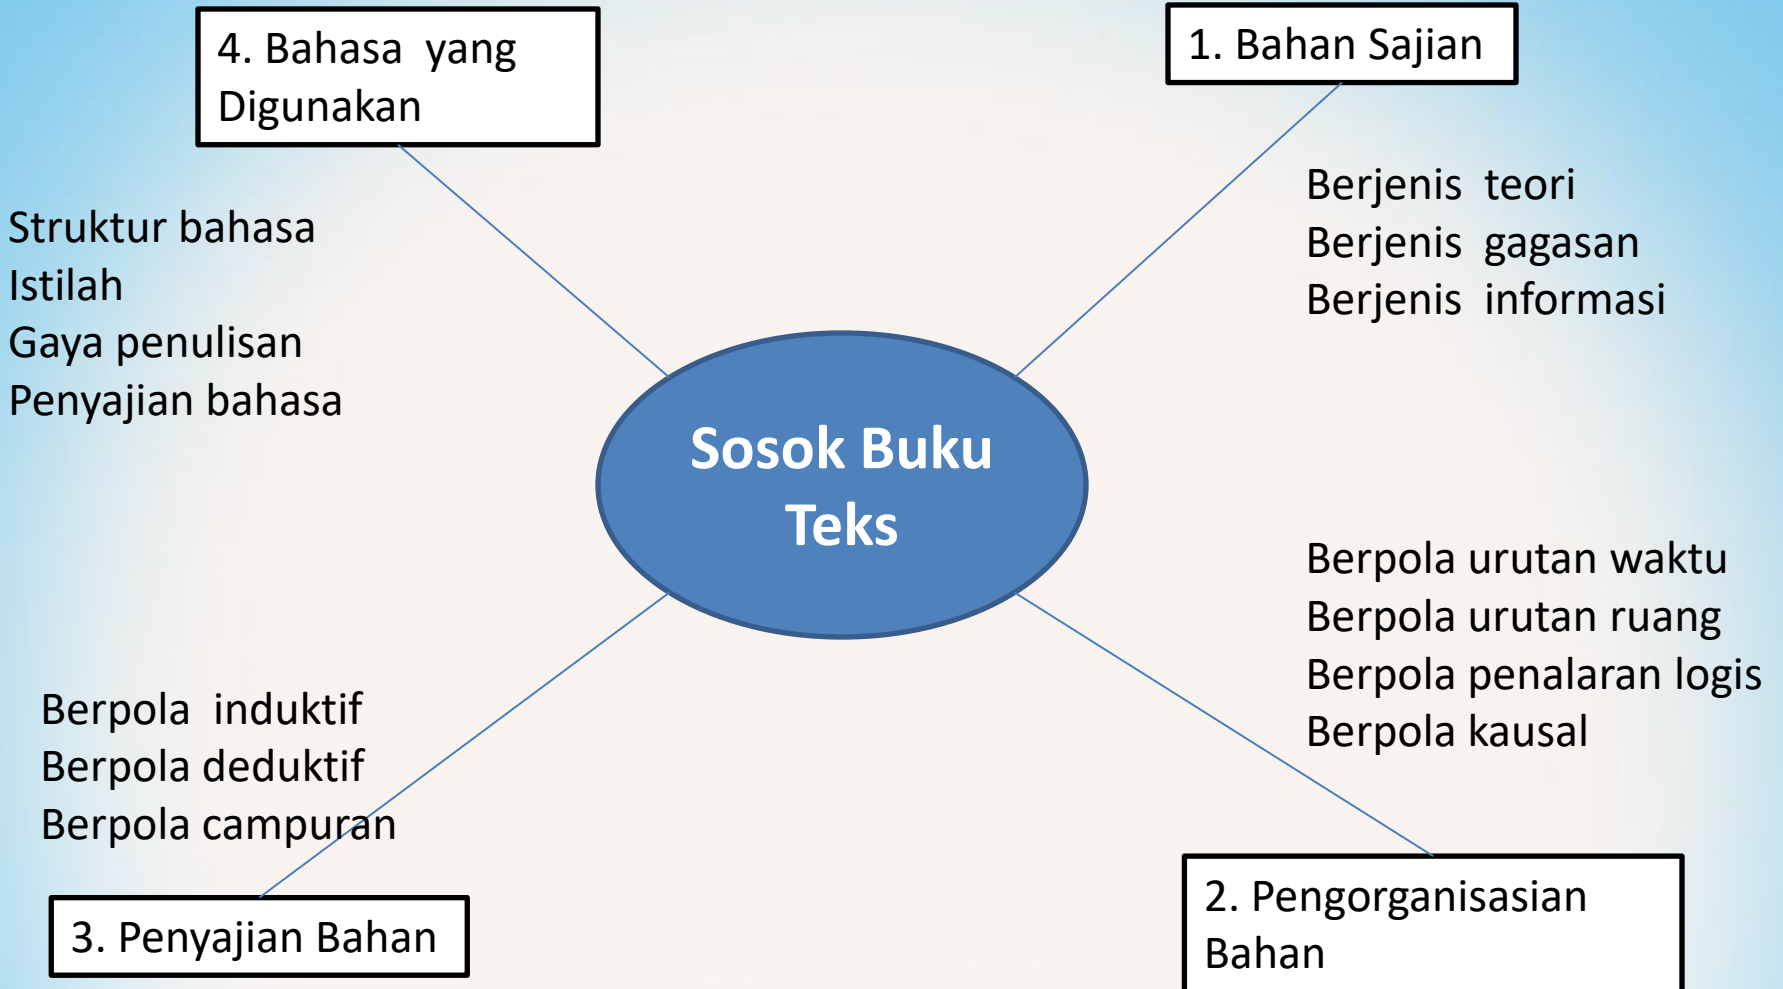 4. Bahasa  yang
Digunakan
1. Bahan Sajian
Struktur bahasa
Istilah
Gaya penulisan
Penyajian bahasa
Berjenis  teori
Berjenis  gagasan
Berjenis  informasi
Sosok Buku
Teks
Berpola  induktif
Berpola deduktif
Berpola campuran
Berpola urutan waktu
Berpola urutan ruang
Berpola penalaran logis
Berpola kausal
3. Penyajian Bahan
2. Pengorganisasian
Bahan